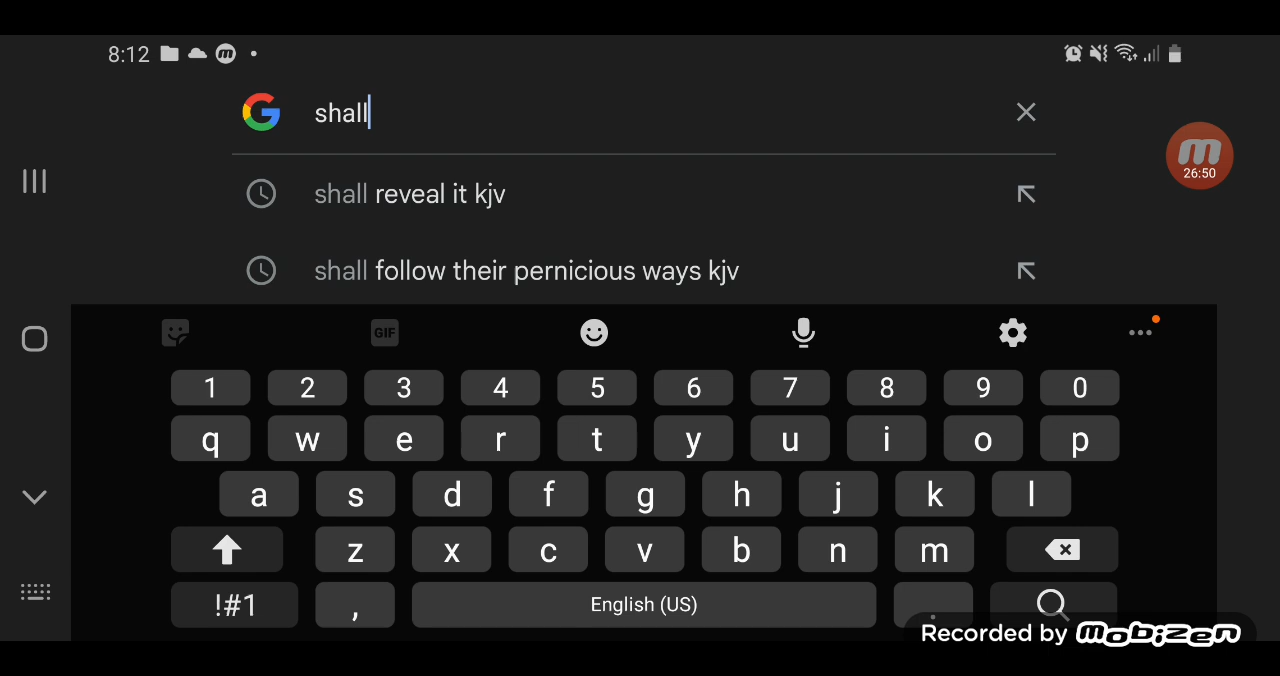 8:12
shall
26:50
shall reveal it kjv
shall follow their pernicious ways kjv
GIF
1 2 3 4 5 6 7 8 9 0
q w e r t y u i o p
a s d f g h j k l
z x c v b n m
!#1 , English (US) .
Recorded by mobizen